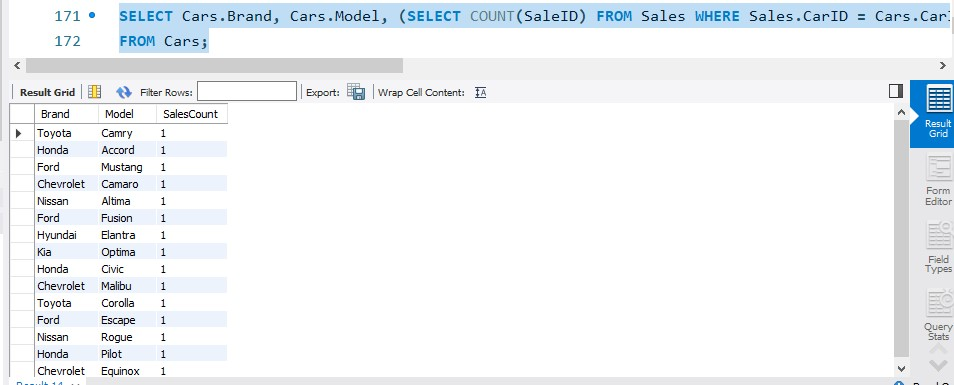 171 SELECT Cars.Brand, Cars.Model, (SELECT COUNT(SaleID) FROM Sales WHERE Sales.CarID = Cars.Car
172 FROM Cars;
Result Grid Filter Rows: Export: Wrap Cell Content:
Brand Model SalesCount
Toyota Camry 1
Honda Accord 1
Ford Mustang 1
Chevrolet Camaro 1
Nissan Altima 1
Ford Fusion 1
Hyundai Elantra 1
Kia Optima 1
Honda Civic 1
Chevrolet Malibu 1
Toyota Corolla 1
Ford Escape 1
Nissan Rogue 1
Honda Pilot 1
Chevrolet Equinox 1
Result
Grid
Form
Editor
Field
Types
Query
Stats